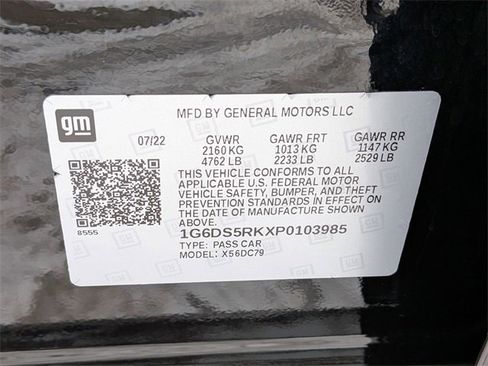 gm
MFD BY GENERAL MOTORS LLC
07/22 GVWR GAWR FRT GAWR RR
2160 KG 1013 KG 1147 KG
4762 LB 2233 LB 2529 LB
THIS VEHICLE CONFORMS TO ALL
APPLICABLE U.S. FEDERAL MOTOR
VEHICLE SAFETY, BUMPER, AND THEFT
PREVENTION STANDARDS IN EFFECT ON
THE DATE OF MANUFACTURE SHOWN ABOVE.
8555
1G6DS5RKXP0103985
TYPE: PASS CAR
MODEL: X56DC79